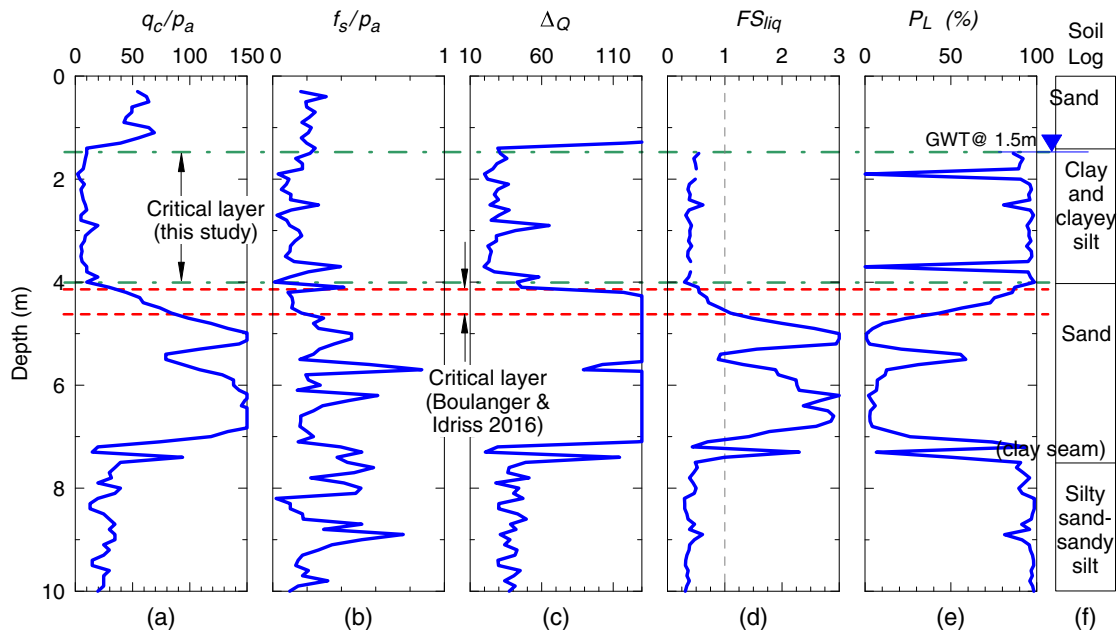 qc/pa
fs/pa
ΔQ
FSliq
PL (%)
Soil
Log
0 50 100 150
0 1
10 60 110
0 1 2 3
0 50 100
0
2
4
6
8
10
Depth (m)
Sand
GWT@ 1.5m
Clay
and
clayey
silt
Critical layer
(this study)
Sand
Critical layer
(Boulanger &
Idriss 2016)
(clay seam)
Silty
sand-
sandy
silt
(a) (b) (c) (d) (e) (f)